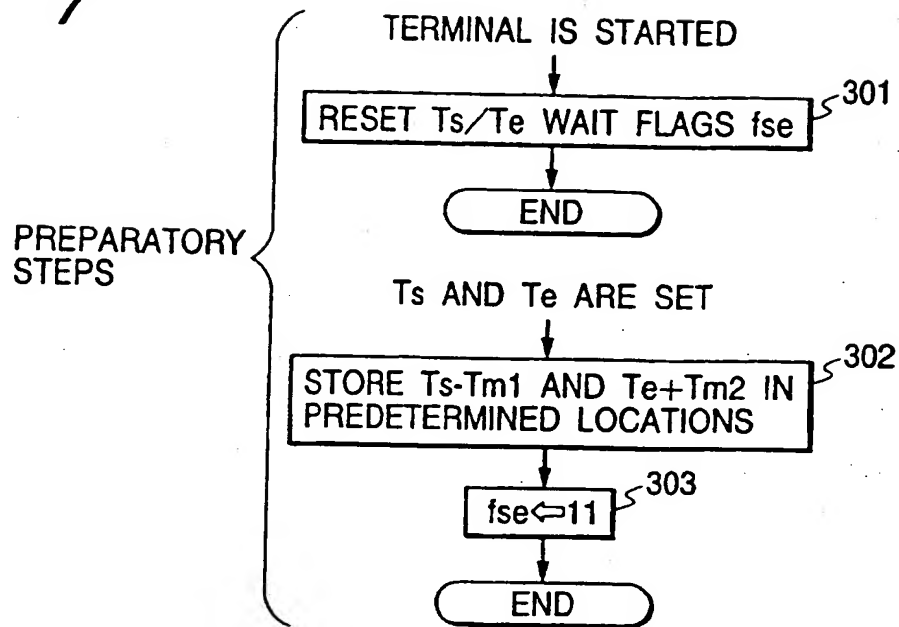 7
TERMINAL IS STARTED
301
RESET Ts/Te WAIT FLAGS fse
END
PREPARATORY
STEPS
Ts AND Te ARE SET
302
STORE Ts-Tm1 AND Te+Tm2 IN
PREDETERMINED LOCATIONS
303
fse⇦11
END